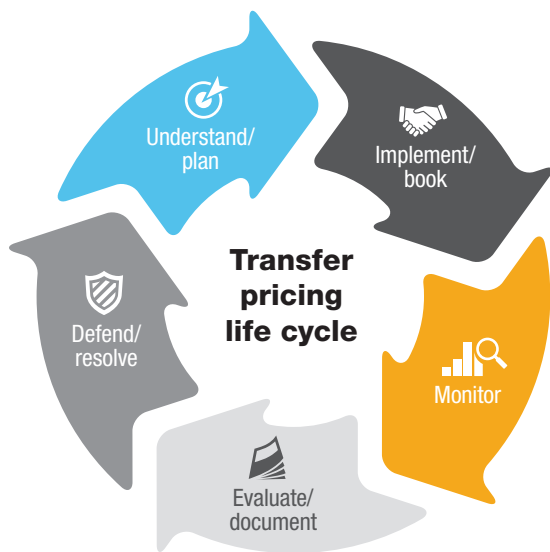 Understand/
plan
Implement/
book
Transfer
pricing
life cycle
Defend/
resolve
Monitor
Evaluate/
document